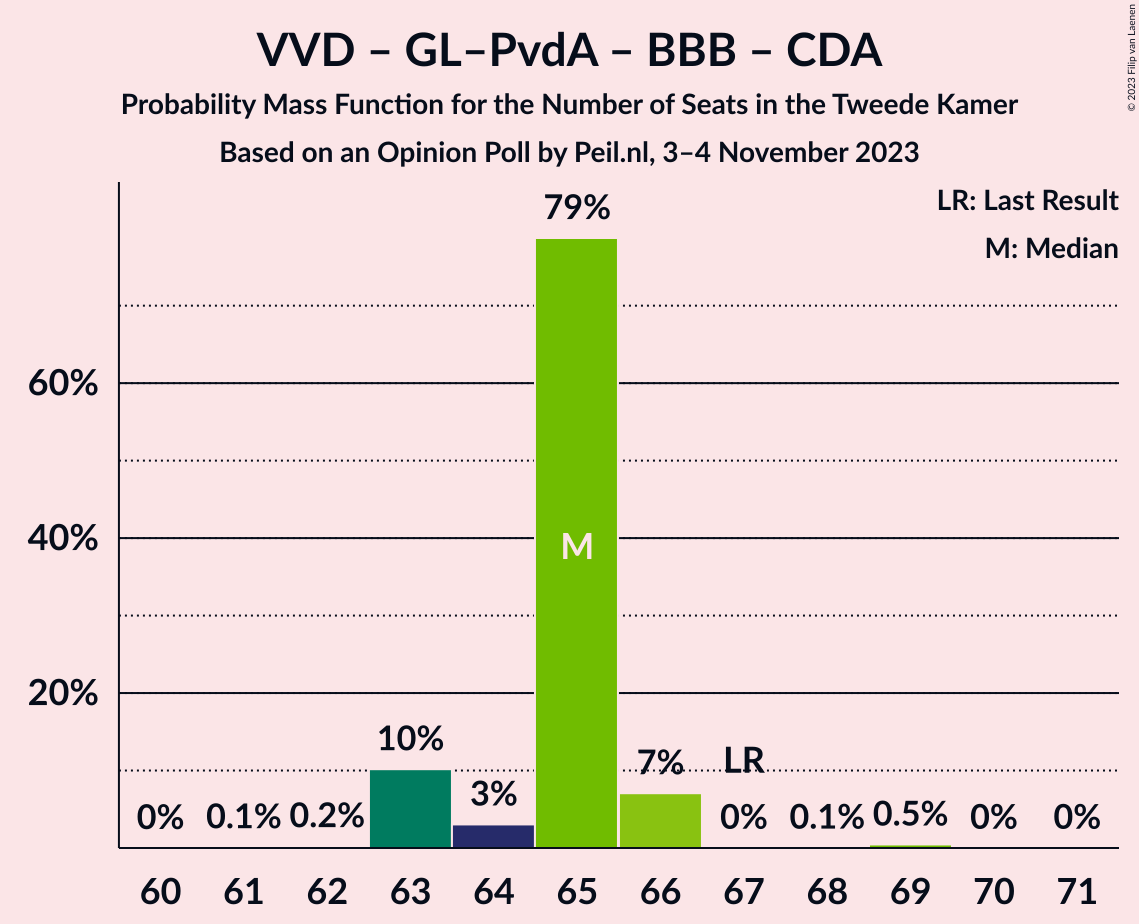 VVD – GL–PvdA – BBB – CDA
Probability Mass Function for the Number of Seats in the Tweede Kamer
Based on an Opinion Poll by Peil.nl, 3–4 November 2023
© 2023 Filip van Laenen
LR: Last Result
M: Median
79%
60%
40%
20%
M
10%
3%
7%
LR
0%
0.1%
0.2%
0%
0.1%
0.5%
0%
0%
60 61 62 63 64 65 66 67 68 69 70 71